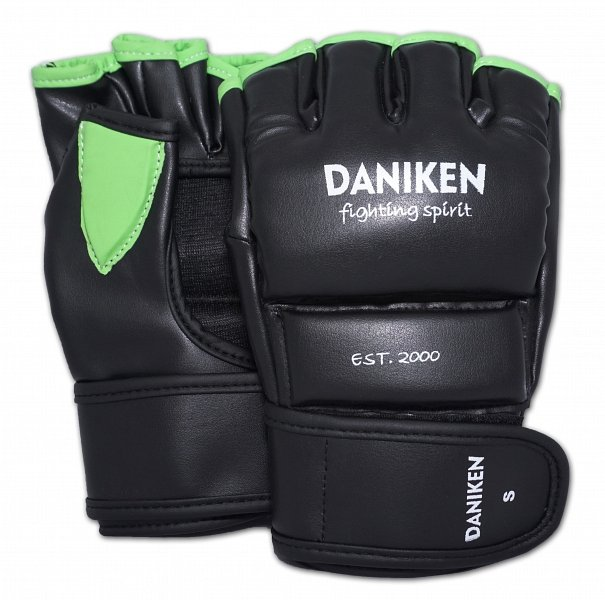 DANIKEN
fighting spirit
EST. 2000
DANIKEN
S